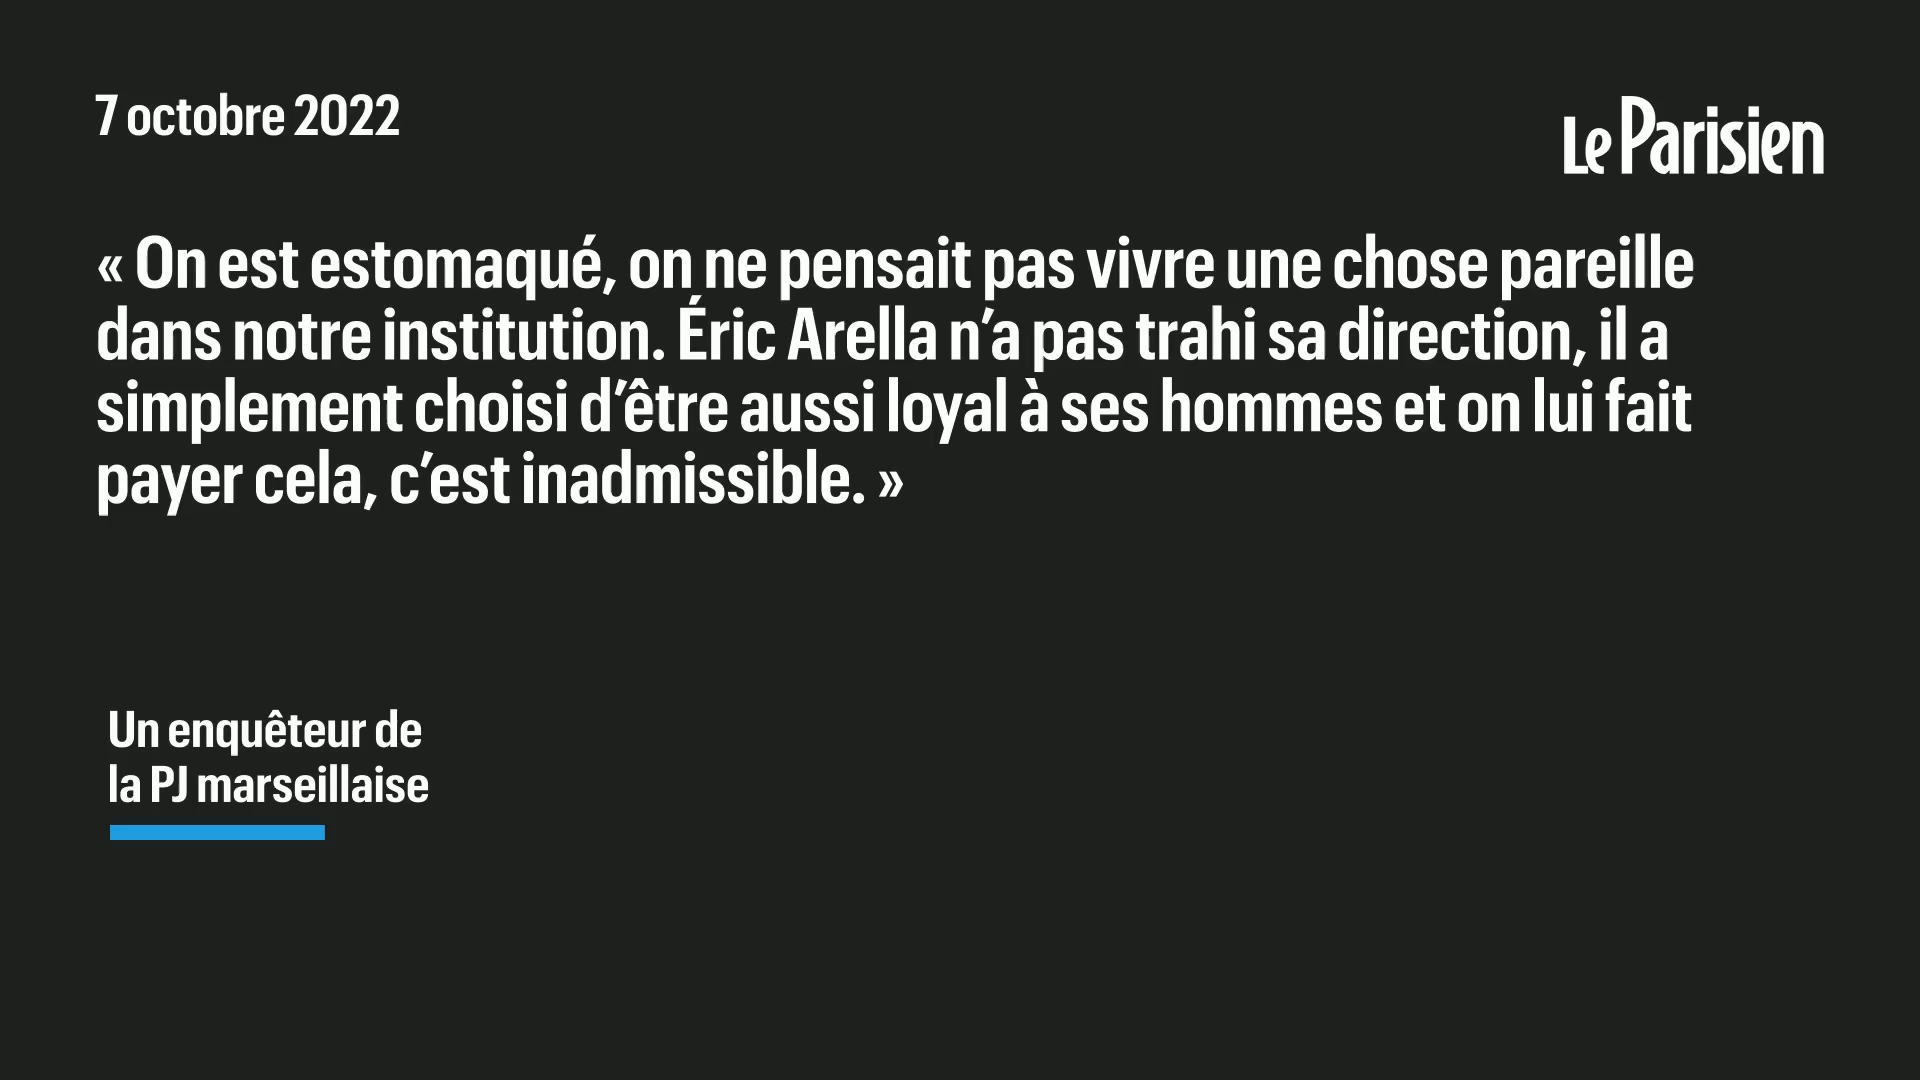 7 octobre 2022
Le Parisien
« On est estomaqué, on ne pensait pas vivre une chose pareille
dans notre institution. Éric Arella n’a pas trahi sa direction, il a
simplement choisi d’être aussi loyal à ses hommes et on lui fait
payer cela, c’est inadmissible. »
Un enquêteur de
la PJ marseillaise